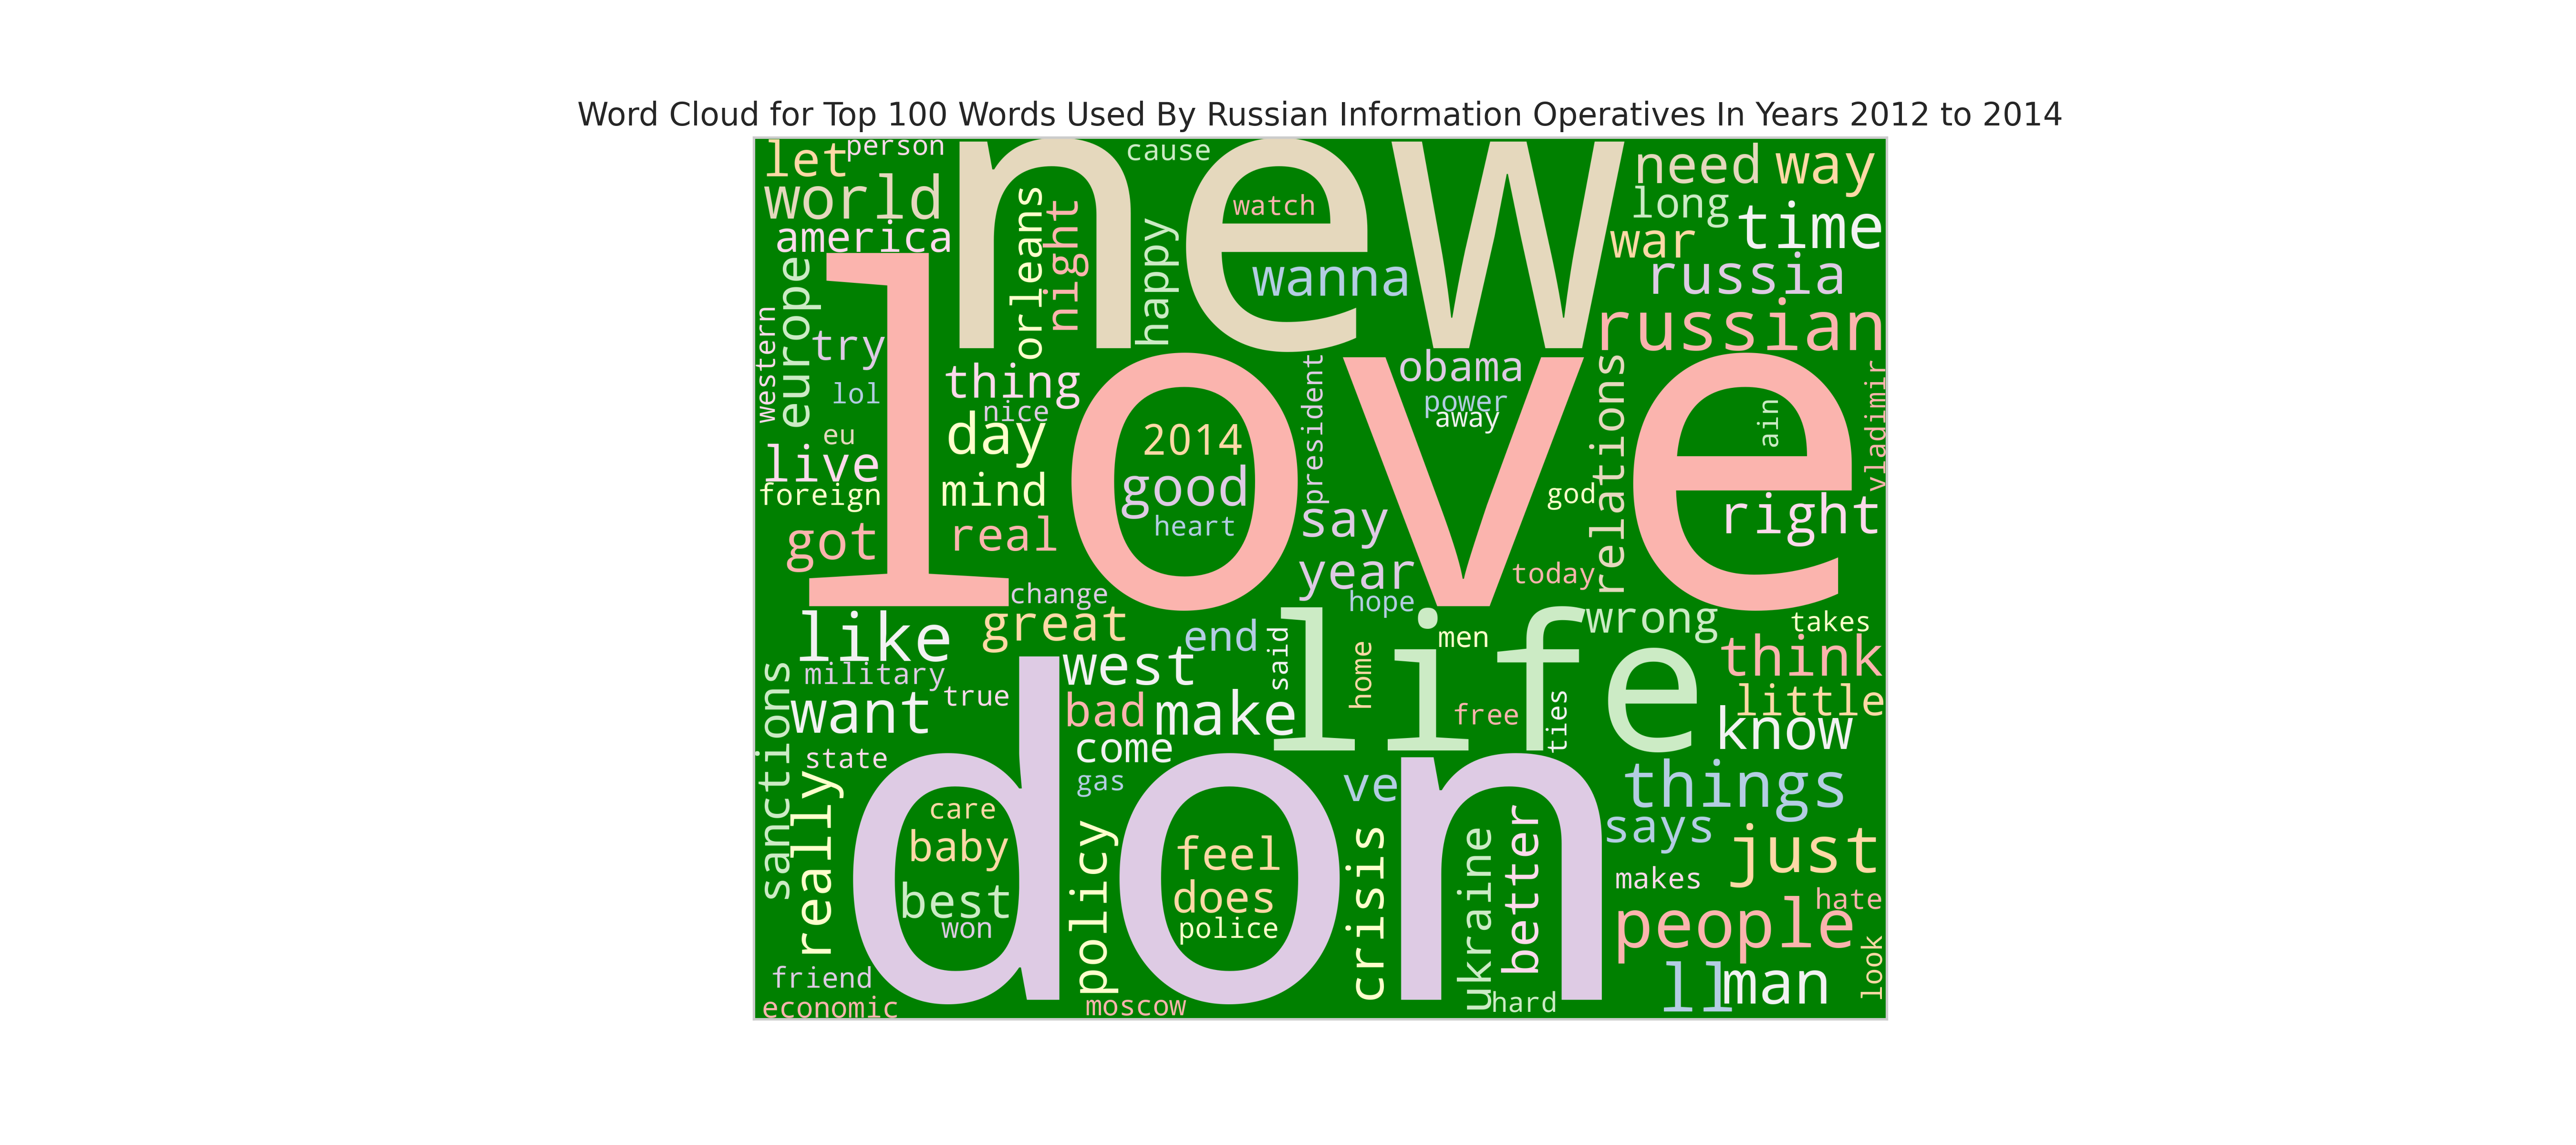 Word Cloud for Top 100 Words Used By Russian Information Operatives In Years 2012 to 2014
let
person
new
cause
need
way
world
watch
long
time
america
orleans
night
happy
wanna
war
russia
europe
love
russian
western
try
thing
president
obama
relations
vladimir
lol
nice
power
away
ain
eu
day
2014
live
mind
good
god
foreign
right
got
real
heart
say
year
today
change
hope
like
great
end
said
life
men
wrong
takes
military
west
home
think
sanctions
want
true
bad
make
free
ties
little
know
state
don
come
things
really
gas
ve
care
baby
policy
feel
crisis
ukraine
better
says
just
best
does
makes
hate
won
police
people
look
friend
ll
man
economic
moscow
hard